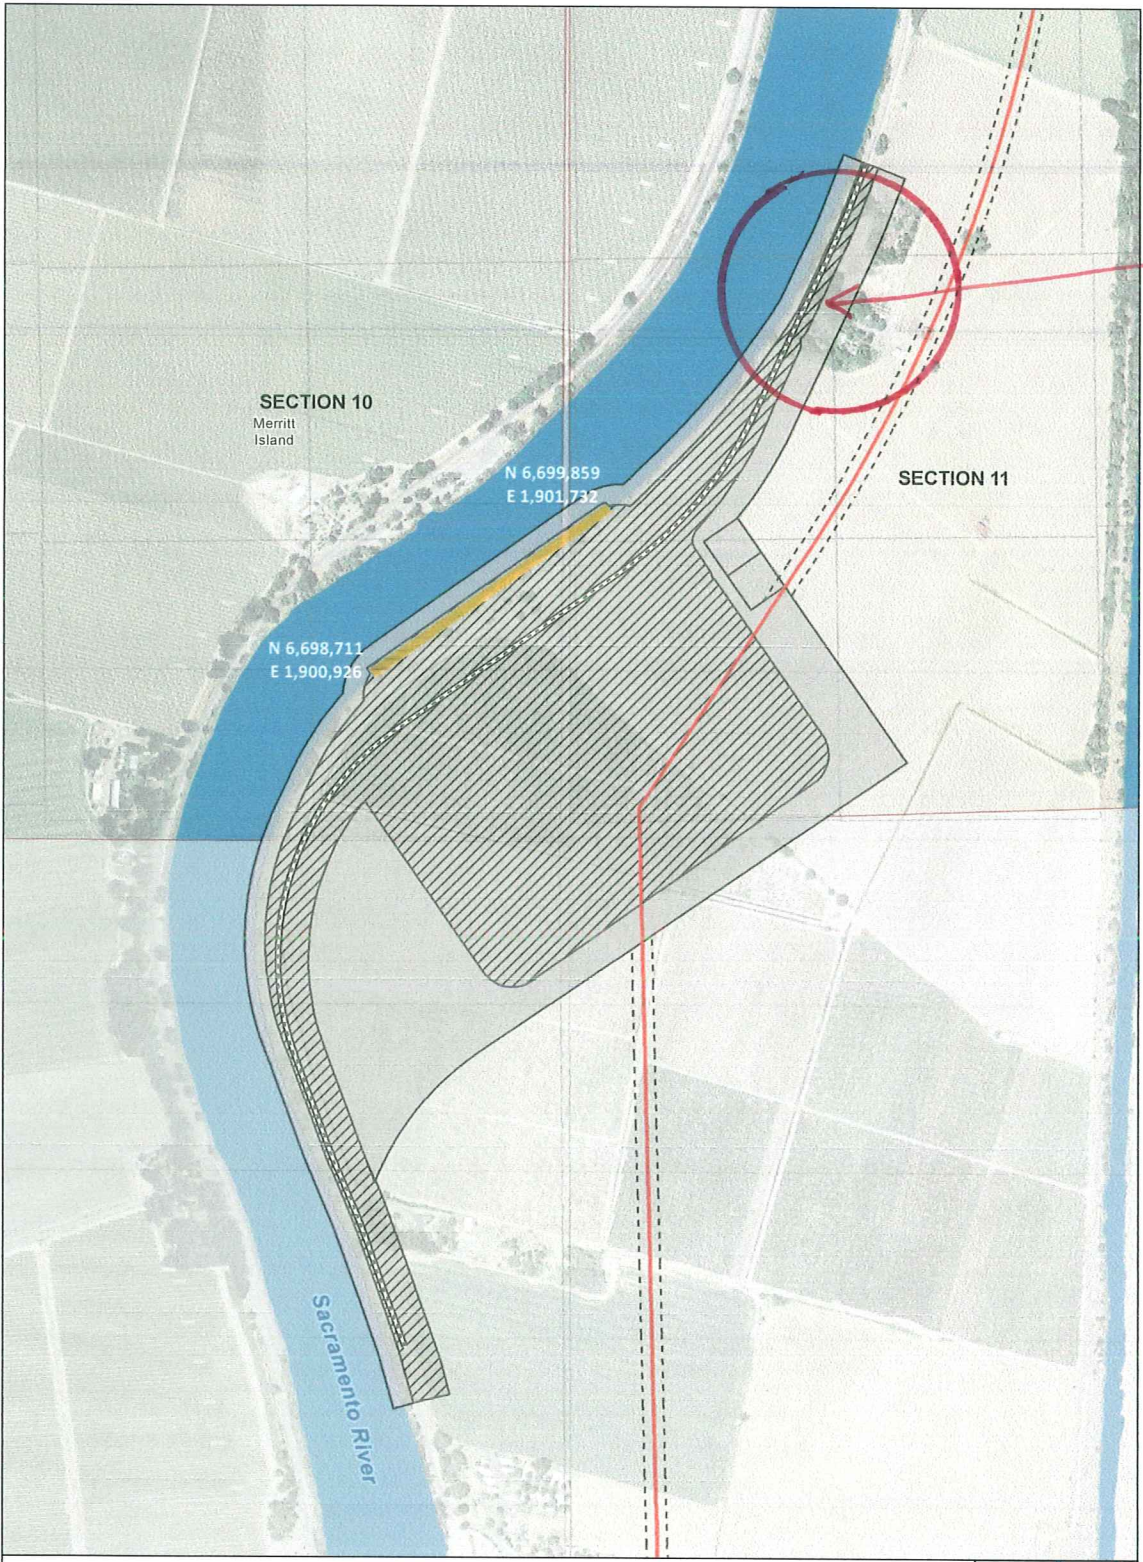 SECTION 10
Merritt
Island
N 6,699,859
E 1,901,732
SECTION 11
N 6,698,711
E 1,900,926
Sacramento River